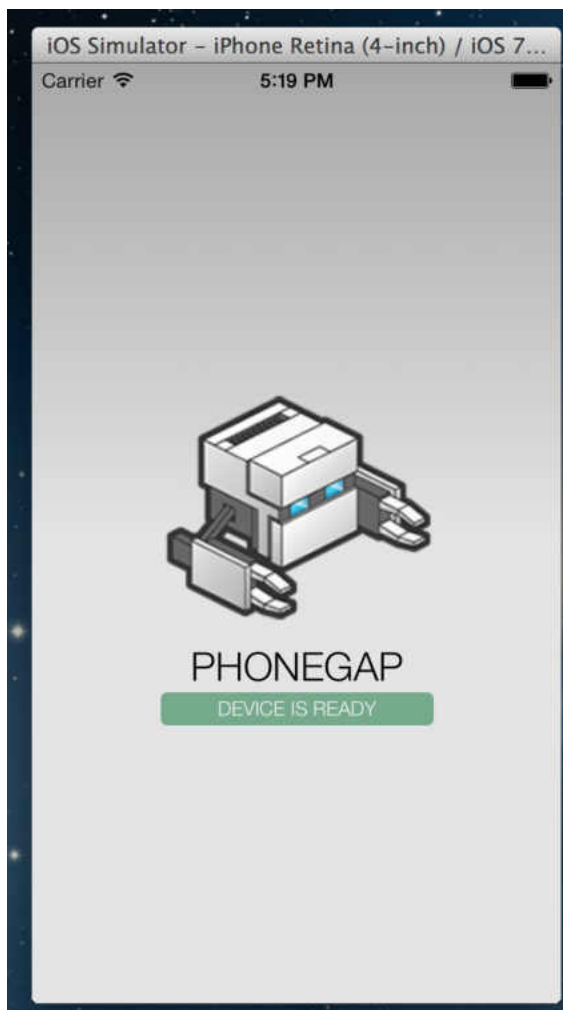 iOS Simulator – iPhone Retina (4-inch) / iOS 7...
Carrier 5:19 PM
PHONEGAP
DEVICE IS READY